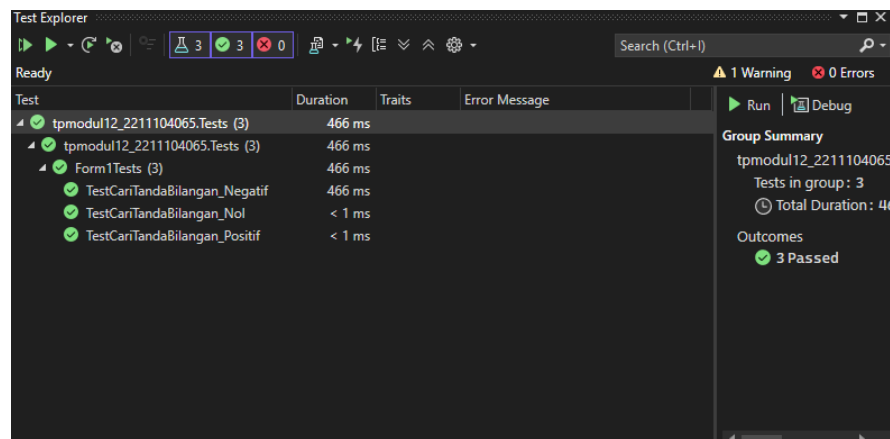 Test Explorer
3 3 0
Search (Ctrl+I)
Ready
1 Warning 0 Errors
Test Duration Traits Error Message
tpmodul12_2211104065.Tests (3) 466 ms
tpmodul12_2211104065.Tests (3) 466 ms
Form1Tests (3) 466 ms
TestCariTandaBilangan_Negatif 466 ms
TestCariTandaBilangan_Nol < 1 ms
TestCariTandaBilangan_Positif < 1 ms
Run Debug
Group Summary
tpmodul12_2211104065
Tests in group: 3
Total Duration: 46
Outcomes
3 Passed